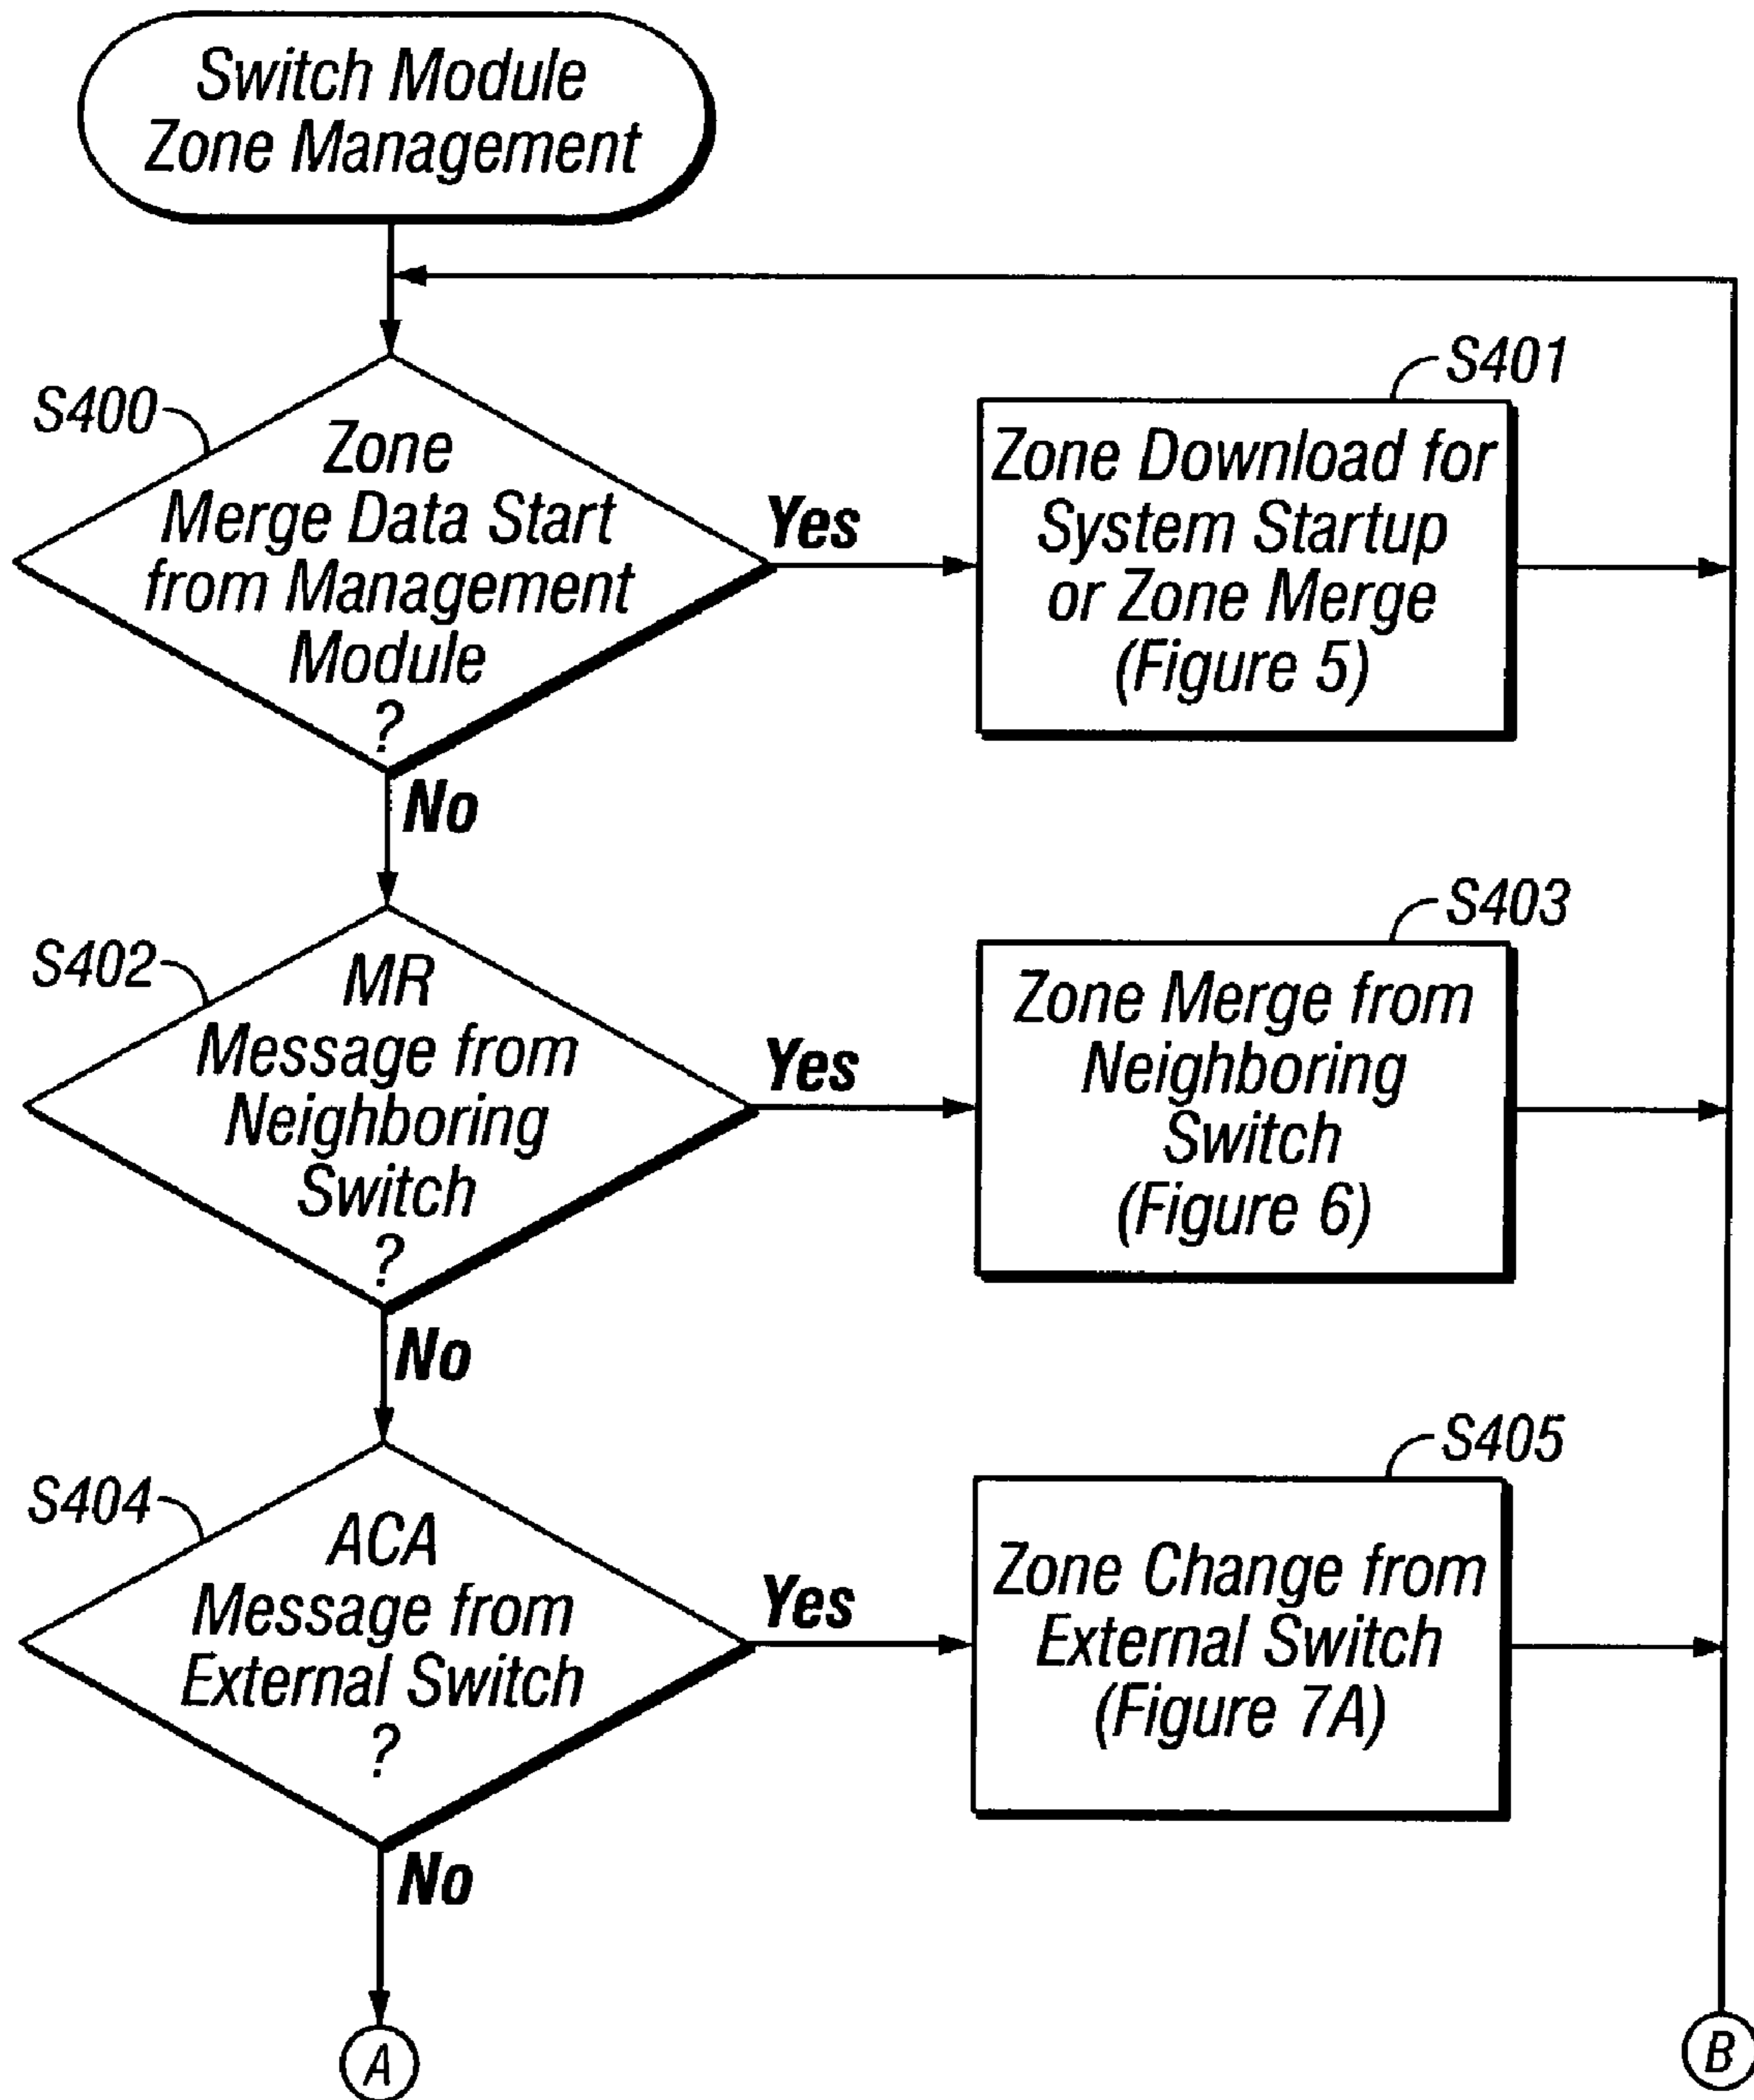 Switch Module
Zone Management
S400
Zone
Merge Data Start
from Management
Module
?
Yes
No
S401
Zone Download for
System Startup
or Zone Merge
(Figure 5)
S402
MR
Message from
Neighboring
Switch
?
Yes
No
S403
Zone Merge from
Neighboring
Switch
(Figure 6)
S404
ACA
Message from
External Switch
?
Yes
No
S405
Zone Change from
External Switch
(Figure 7A)
A
B